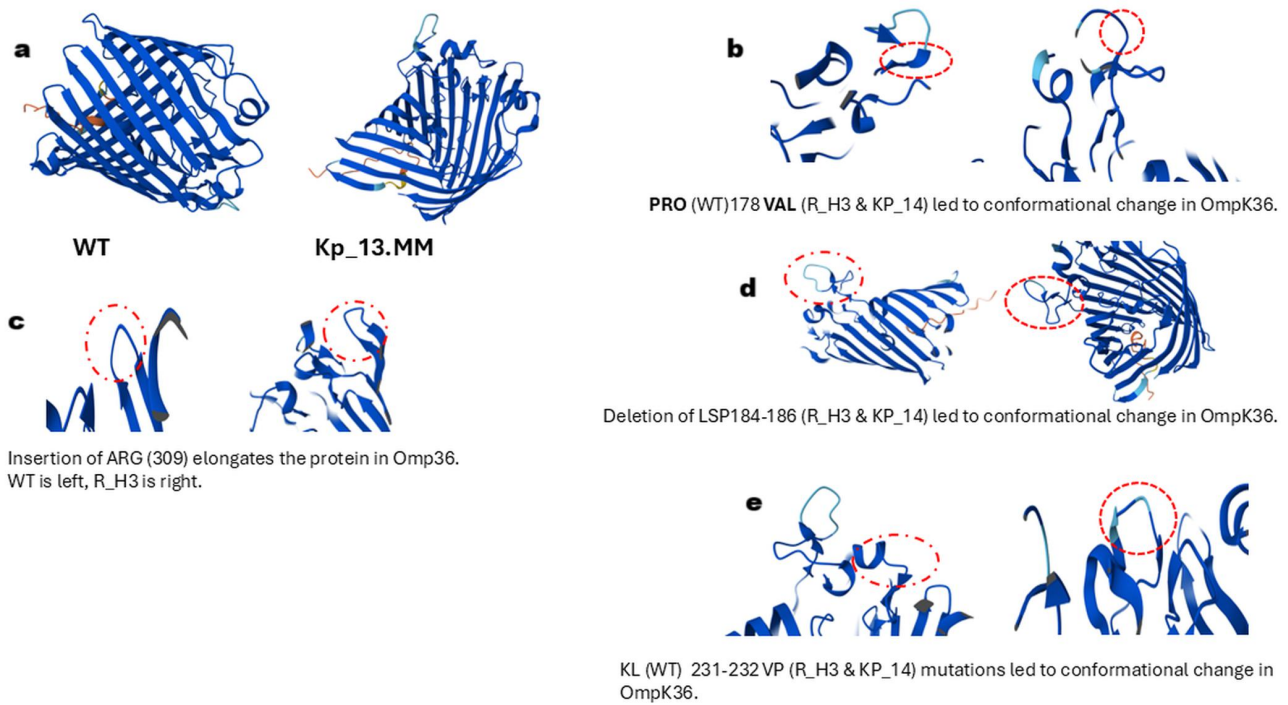 a
WT
Kp_13.MM
b
PRO (WT)178 VAL (R_H3 & KP_14) led to conformational change in OmpK36.
c
Insertion of ARG (309) elongates the protein in Omp36.
WT is left, R_H3 is right.
d
Deletion of LSP184-186 (R_H3 & KP_14) led to conformational change in OmpK36.
e
KL (WT) 231-232 VP (R_H3 & KP_14) mutations led to conformational change in
OmpK36.